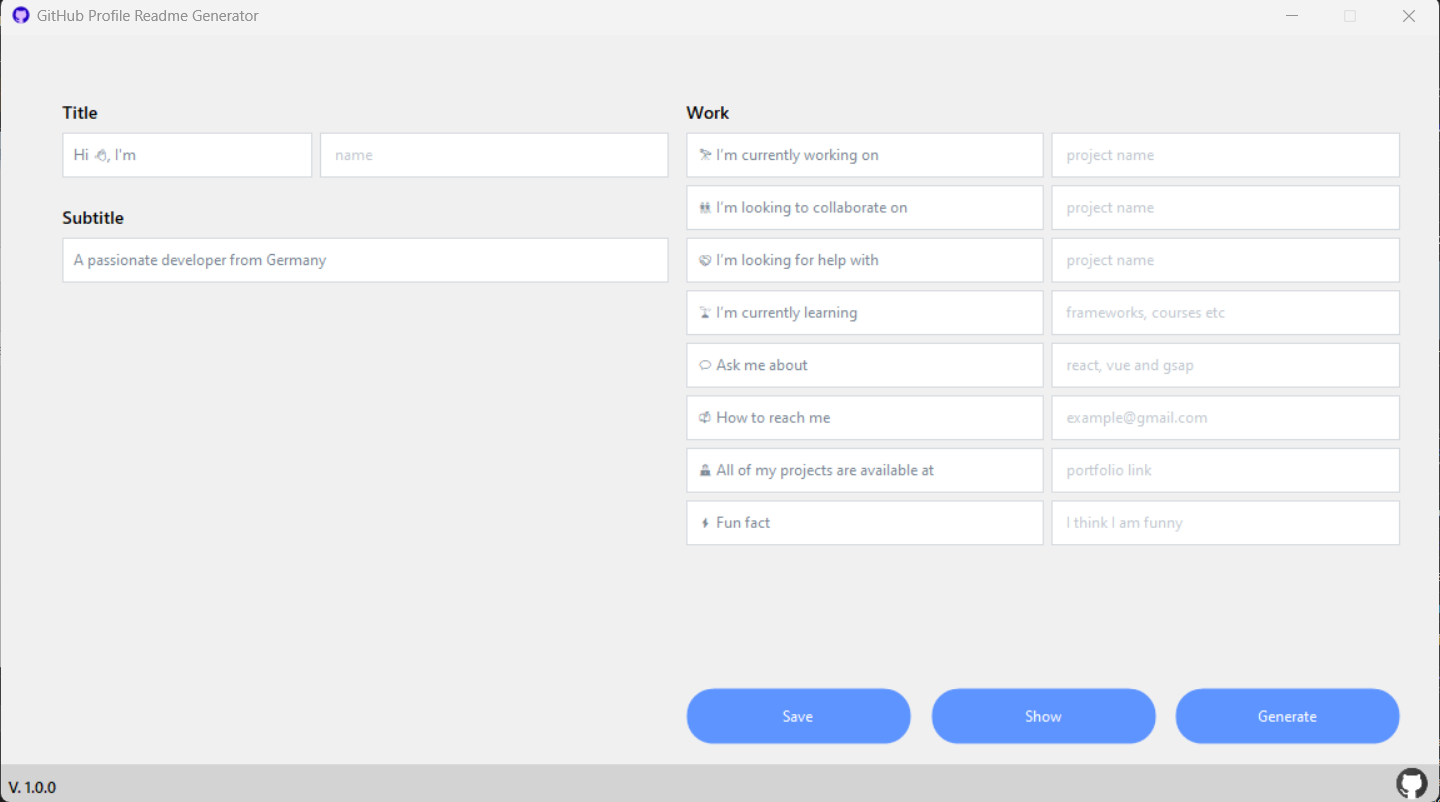 GitHub Profile Readme Generator
Title
Hi 👋, I'm
name
Subtitle
A passionate developer from Germany
Work
🔭 I'm currently working on
project name
👯 I'm looking to collaborate on
project name
🤝 I'm looking for help with
project name
🌱 I'm currently learning
frameworks, courses etc
💬 Ask me about
react, vue and gsap
📫 How to reach me
example@gmail.com
👨‍💻 All of my projects are available at
portfolio link
⚡ Fun fact
I think I am funny
Save
Show
Generate
V. 1.0.0